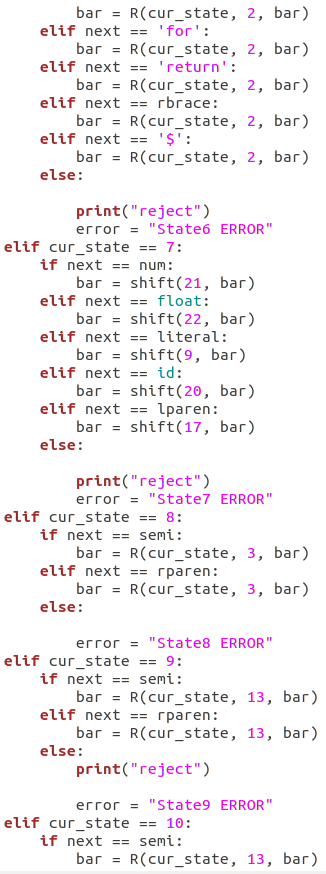 bar = R(cur_state, 2, bar)
    elif next == 'for':
        bar = R(cur_state, 2, bar)
    elif next == 'return':
        bar = R(cur_state, 2, bar)
    elif next == rbrace:
        bar = R(cur_state, 2, bar)
    elif next == '$':
        bar = R(cur_state, 2, bar)
    else:

        print("reject")
        error = "State6 ERROR"
elif cur_state == 7:
    if next == num:
        bar = shift(21, bar)
    elif next == float:
        bar = shift(22, bar)
    elif next == literal:
        bar = shift(9, bar)
    elif next == id:
        bar = shift(20, bar)
    elif next == lparen:
        bar = shift(17, bar)
    else:

        print("reject")
        error = "State7 ERROR"
elif cur_state == 8:
    if next == semi:
        bar = R(cur_state, 3, bar)
    elif next == rparen:
        bar = R(cur_state, 3, bar)
    else:

        error = "State8 ERROR"
elif cur_state == 9:
    if next == semi:
        bar = R(cur_state, 13, bar)
    elif next == rparen:
        bar = R(cur_state, 13, bar)
    else:
        print("reject")

        error = "State9 ERROR"
elif cur_state == 10:
    if next == semi:
        bar = R(cur_state, 13, bar)